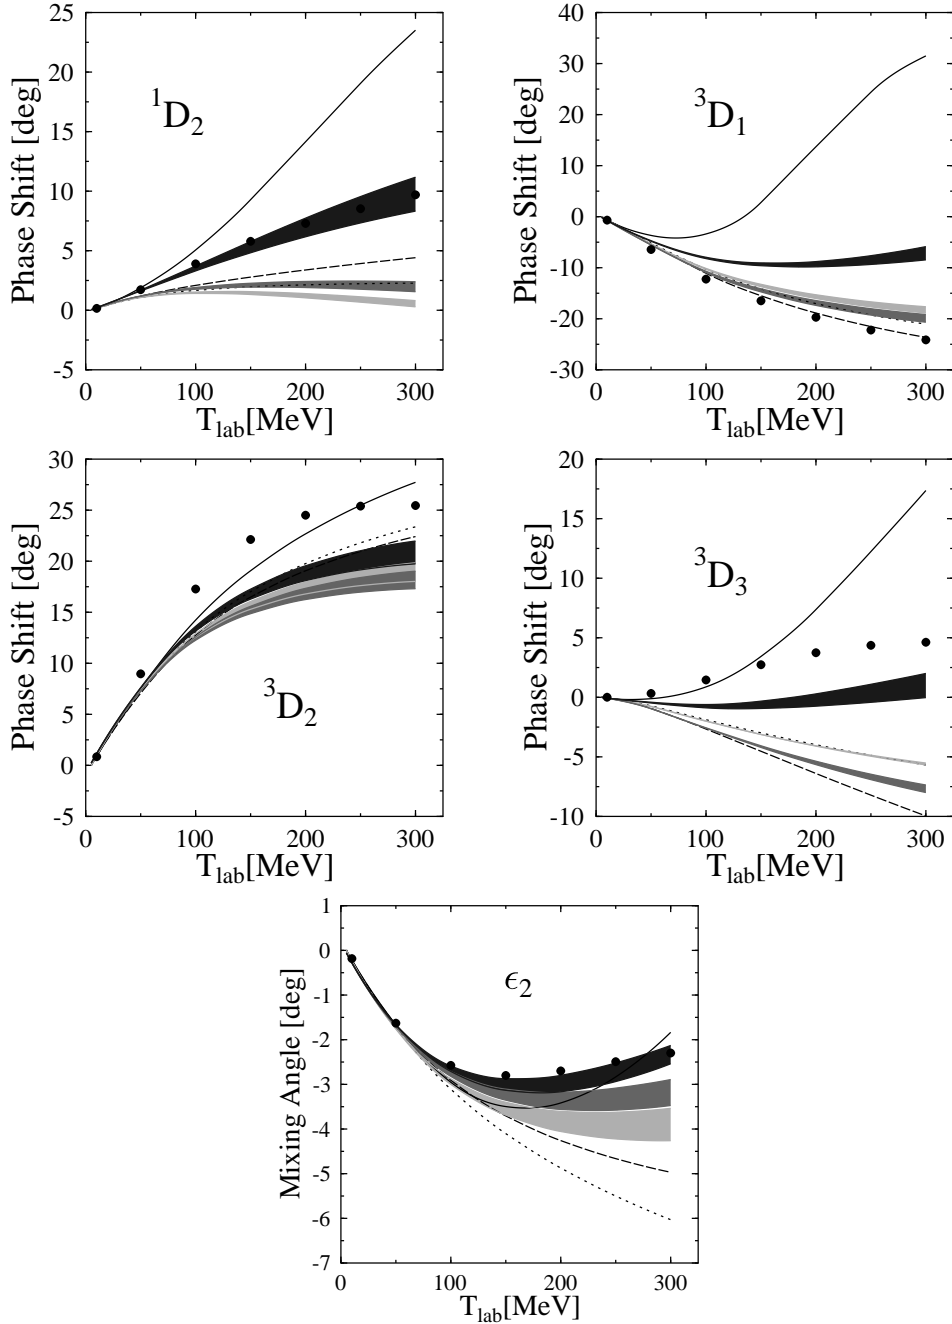 25
20
15
10
5
0
-5
Phase Shift [deg]
¹D₂
0 100 200 300
T_lab[MeV]
40
30
20
10
0
-10
-20
-30
Phase Shift [deg]
³D₁
0 100 200 300
T_lab[MeV]
30
25
20
15
10
5
0
-5
Phase Shift [deg]
³D₂
0 100 200 300
T_lab[MeV]
20
15
10
5
0
-5
-10
Phase Shift [deg]
³D₃
0 100 200 300
T_lab[MeV]
1
0
-1
-2
-3
-4
-5
-6
-7
Mixing Angle [deg]
ϵ₂
0 100 200 300
T_lab[MeV]